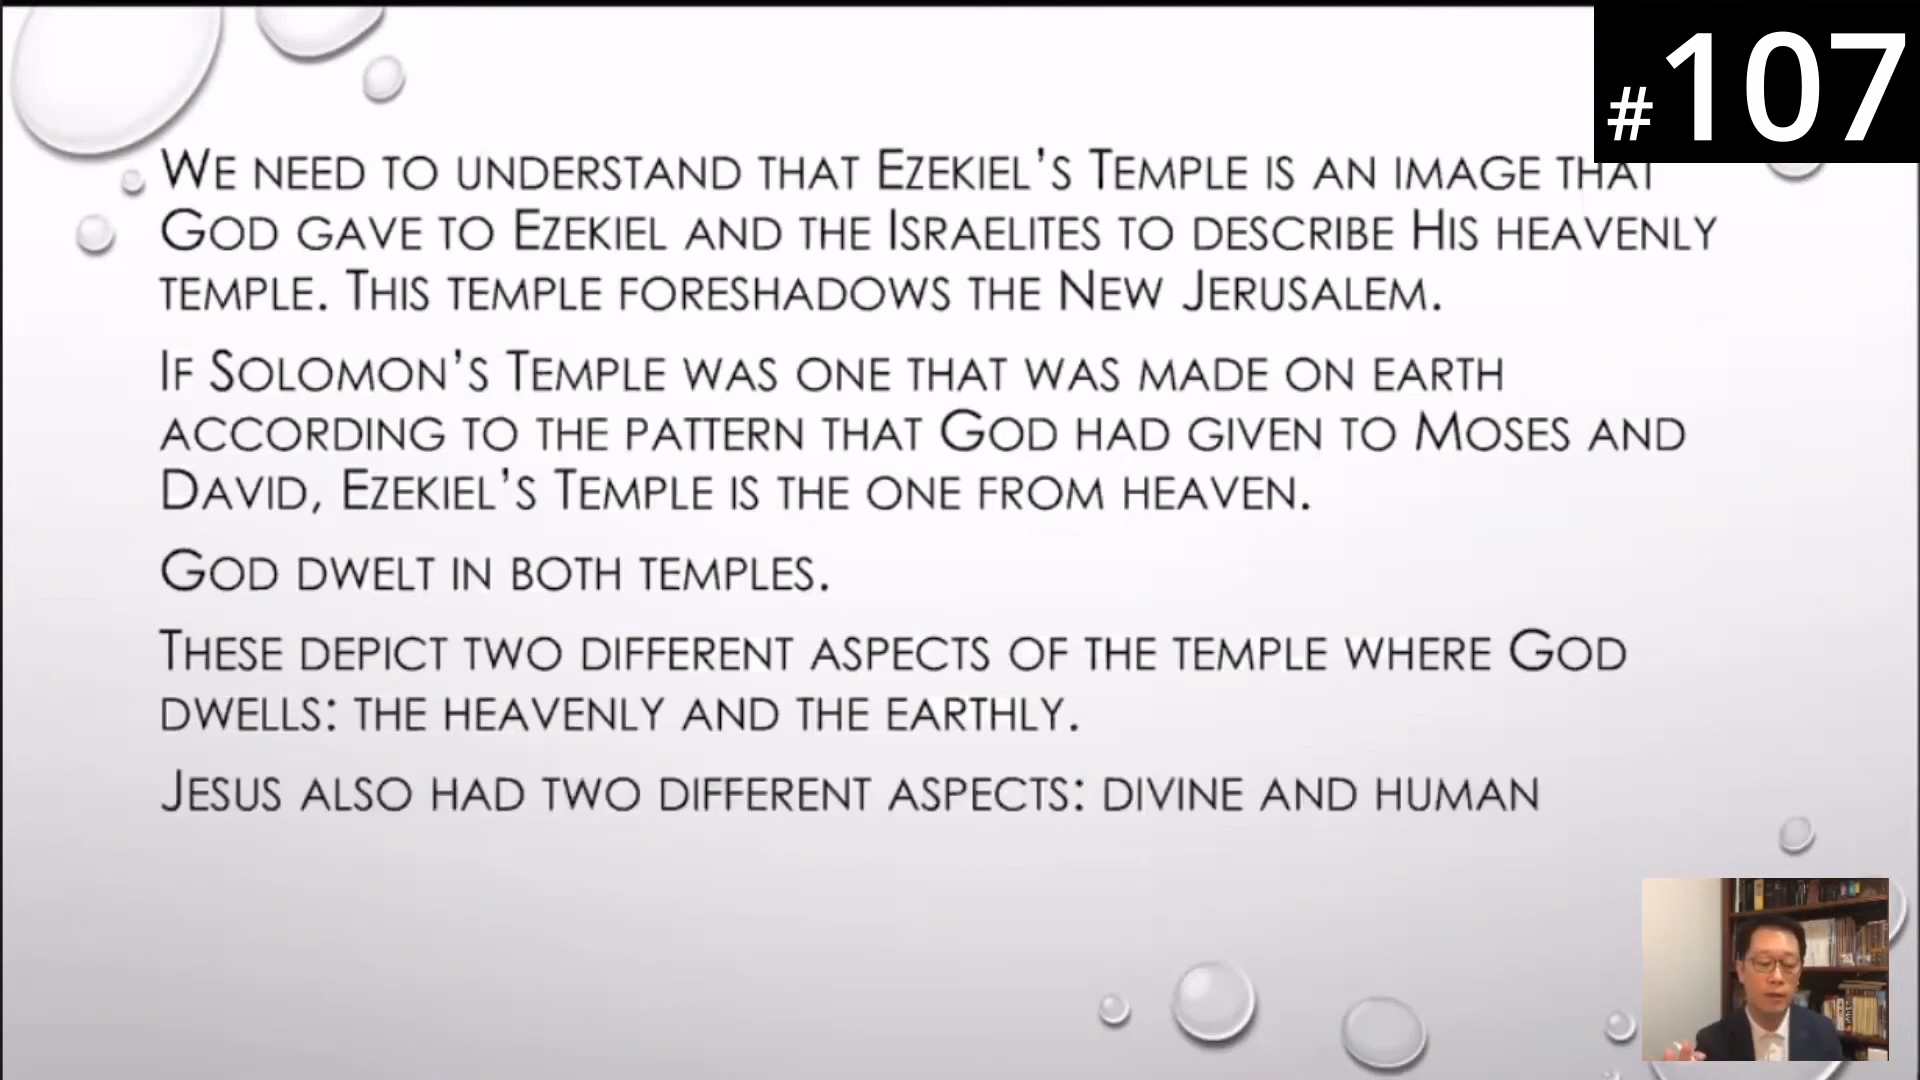 #107
We need to understand that Ezekiel's Temple is an image that
God gave to Ezekiel and the Israelites to describe His heavenly
temple. This temple foreshadows the New Jerusalem.
If Solomon's Temple was one that was made on earth
according to the pattern that God had given to Moses and
David, Ezekiel's Temple is the one from heaven.
God dwelt in both temples.
These depict two different aspects of the temple where God
dwells: the heavenly and the earthly.
Jesus also had two different aspects: divine and human